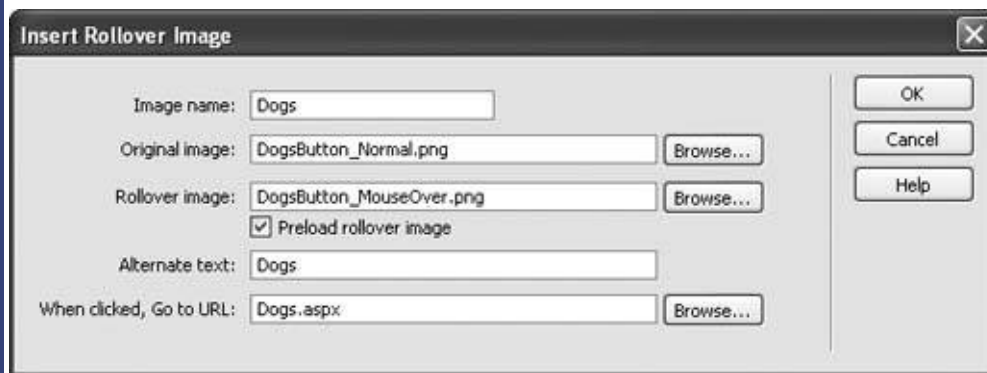 Insert Rollover Image
Image name: Dogs
OK
Original image: DogsButton_Normal.png Browse...
Cancel
Rollover image: DogsButton_MouseOver.png Browse...
Help
Preload rollover image
Alternate text: Dogs
When clicked, Go to URL: Dogs.aspx Browse...